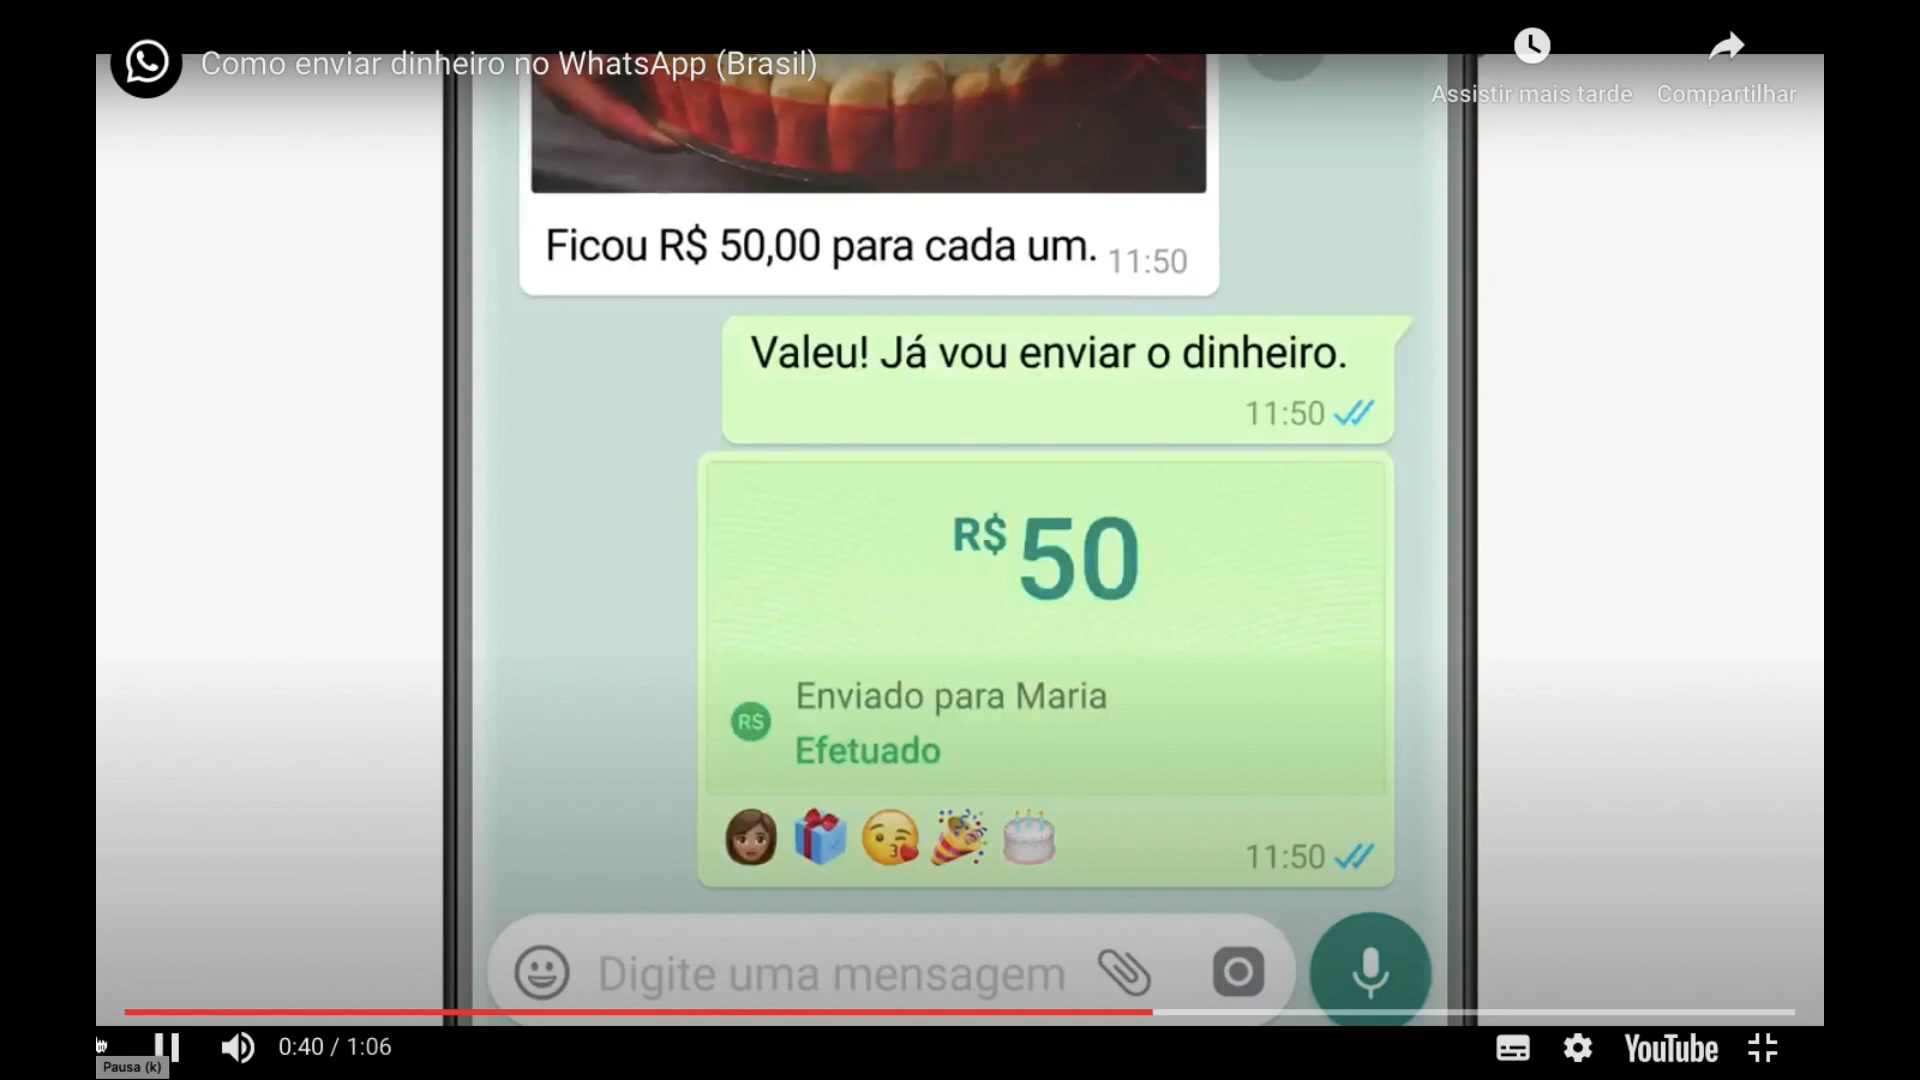 Como enviar dinheiro no WhatsApp (Brasil)
Assistir mais tarde
Compartilhar
Ficou R$ 50,00 para cada um. 11:50
Valeu! Já vou enviar o dinheiro.
11:50
R$ 50
Enviado para Maria
RS
Efetuado
11:50
Digite uma mensagem
0:40 / 1:06
YouTube
Pausa (k)